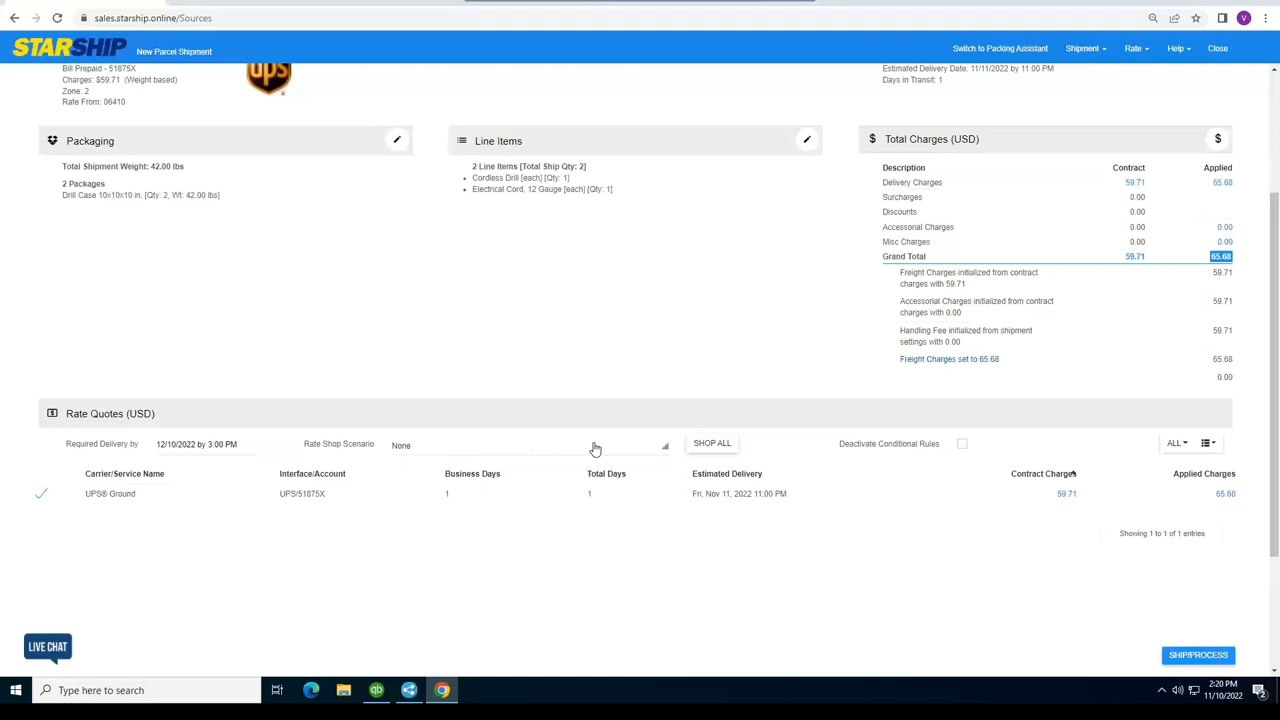 sales.starship.online/Sources
V
STARSHIP New Parcel Shipment Switch to Packing Assistant Shipment Rate Help Close
Bill Prepaid - 51875X
Charges: $59.71 (Weight based)
Zone: 2
Rate From: 06410
ups
Estimated Delivery Date: 11/11/2022 by 11:00 PM
Days in Transit: 1
Packaging
Total Shipment Weight: 42.00 lbs
2 Packages
Drill Case 10x10x10 in. [Qty: 2, Wt: 42.00 lbs]
Line Items
2 Line Items [Total Ship Qty: 2]
Cordless Drill [each] [Qty: 1]
Electrical Cord, 12 Gauge [each] [Qty: 1]
$ Total Charges (USD) $
Description Contract Applied
Delivery Charges 59.71 65.68
Surcharges 0.00
Discounts 0.00
Accessorial Charges 0.00 0.00
Misc Charges 0.00 0.00
Grand Total 59.71 65.68
Freight Charges initialized from contract 59.71
charges with 59.71
Accessorial Charges initialized from contract 59.71
charges with 0.00
Handling Fee initialized from shipment 59.71
settings with 0.00
Freight Charges set to 65.68 65.68
0.00
Rate Quotes (USD)
Required Delivery by 12/10/2022 by 3:00 PM Rate Shop Scenario None SHOP ALL Deactivate Conditional Rules ALL
Carrier/Service Name Interface/Account Business Days Total Days Estimated Delivery Contract Charges Applied Charges
UPS® Ground UPS/51875X 1 1 Fri, Nov 11, 2022 11:00 PM 59.71 65.68
Showing 1 to 1 of 1 entries
LIVE CHAT
SHIP/PROCESS
Type here to search
qb
2:20 PM
11/10/2022
2